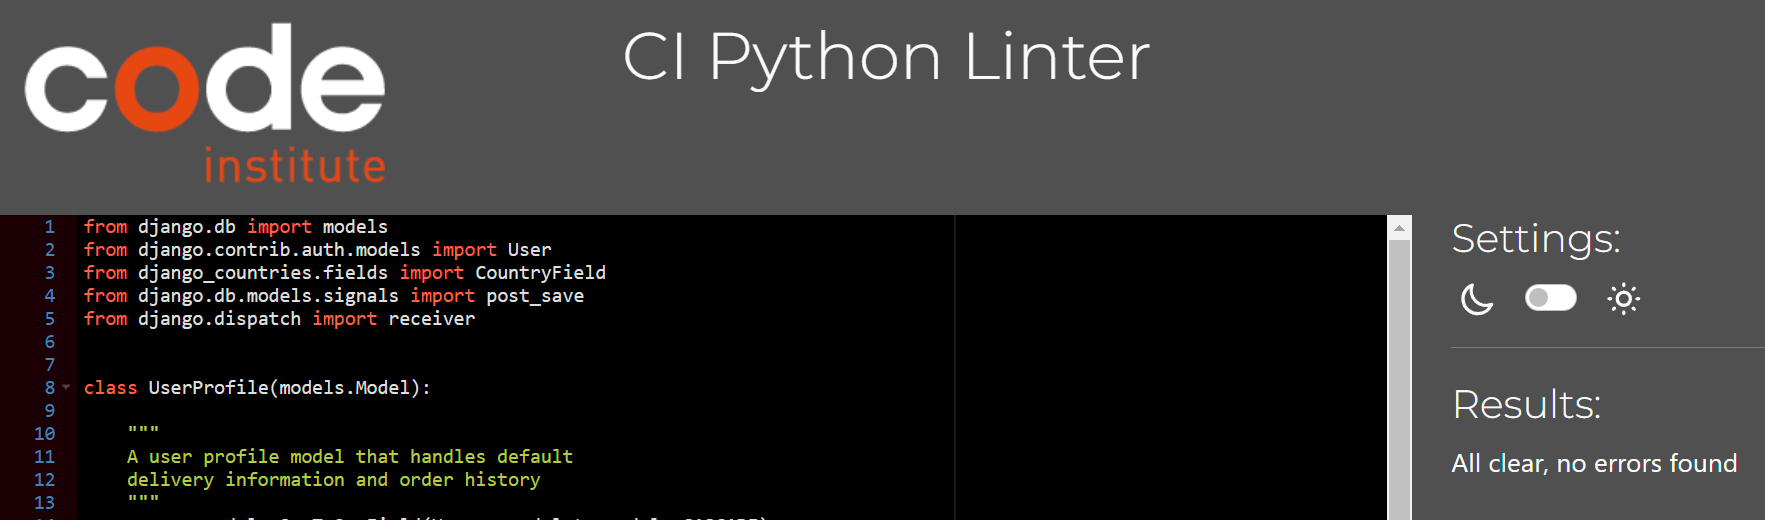 code
institute
CI Python Linter
1 from django.db import models
2 from django.contrib.auth.models import User
3 from django_countries.fields import CountryField
4 from django.db.models.signals import post_save
5 from django.dispatch import receiver
6
7
8 class UserProfile(models.Model):
9
10 """
11 A user profile model that handles default
12 delivery information and order history
13 """
Settings:
Results:
All clear, no errors found